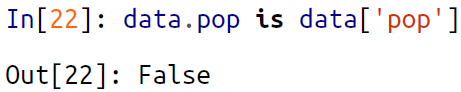 In[22]: data.pop is data['pop']
Out[22]: False